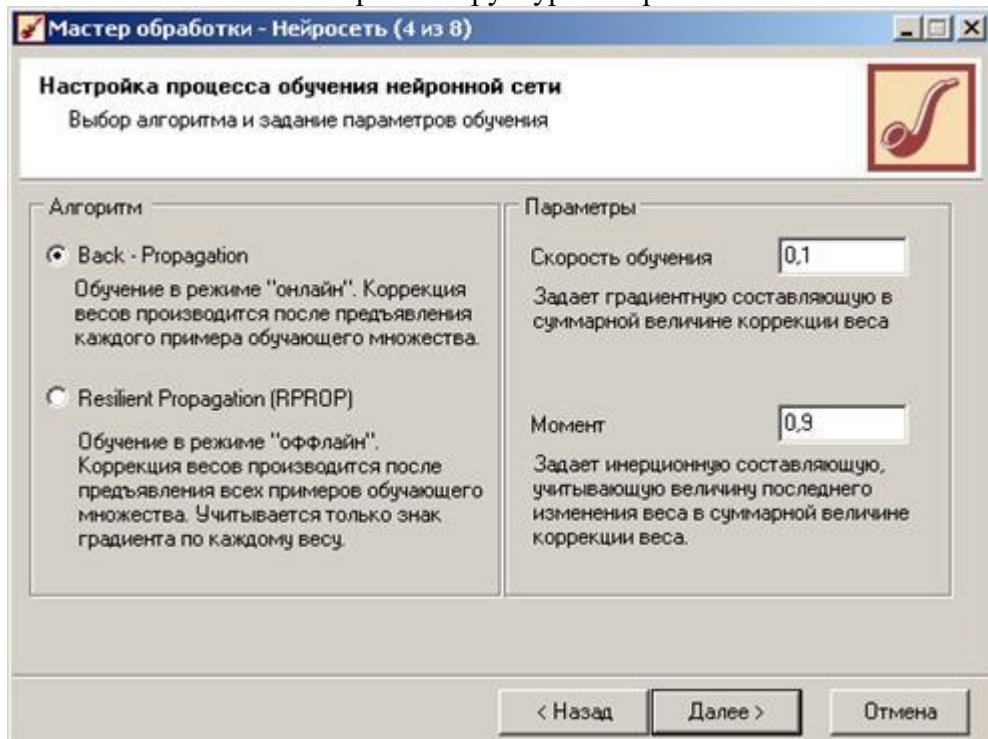 Мастер обработки - Нейросеть (4 из 8)
Настройка процесса обучения нейронной сети
Выбор алгоритма и задание параметров обучения
Алгоритм
Back - Propagation
Обучение в режиме "онлайн". Коррекция
весов производится после предъявления
каждого примера обучающего множества.
Resilient Propagation (RPROP)
Обучение в режиме "оффлайн".
Коррекция весов производится после
предъявления всех примеров обучающего
множества. Учитывается только знак
градиента по каждому весу.
Параметры
Скорость обучения 0,1
Задает градиентную составляющую в
суммарной величине коррекции веса
Момент 0,9
Задает инерционную составляющую,
учитывающую величину последнего
изменения веса в суммарной величине
коррекции веса.
< Назад Далее > Отмена